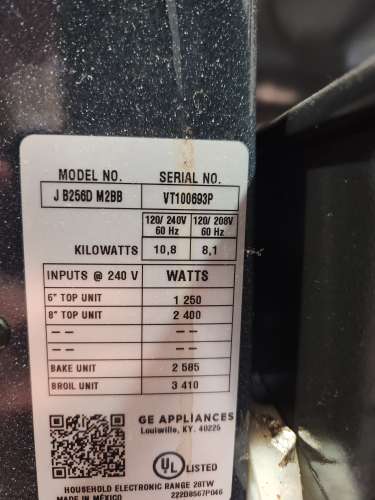 MODEL NO. SERIAL NO.
J B256D M2BB VT100693P
120/ 240V 120/ 208V
60 Hz 60 Hz
KILOWATTS 10,8 8,1
INPUTS @ 240 V WATTS
6" TOP UNIT 1 250
8" TOP UNIT 2 400
-- --
-- --
BAKE UNIT 2 585
BROIL UNIT 3 410
GE APPLIANCES
Louiwille, KY. 40225
UL LISTED
HOUSEHOLD ELECTRONIC RANGE 28TW
MADE IN MÉXICO 222D8567P046